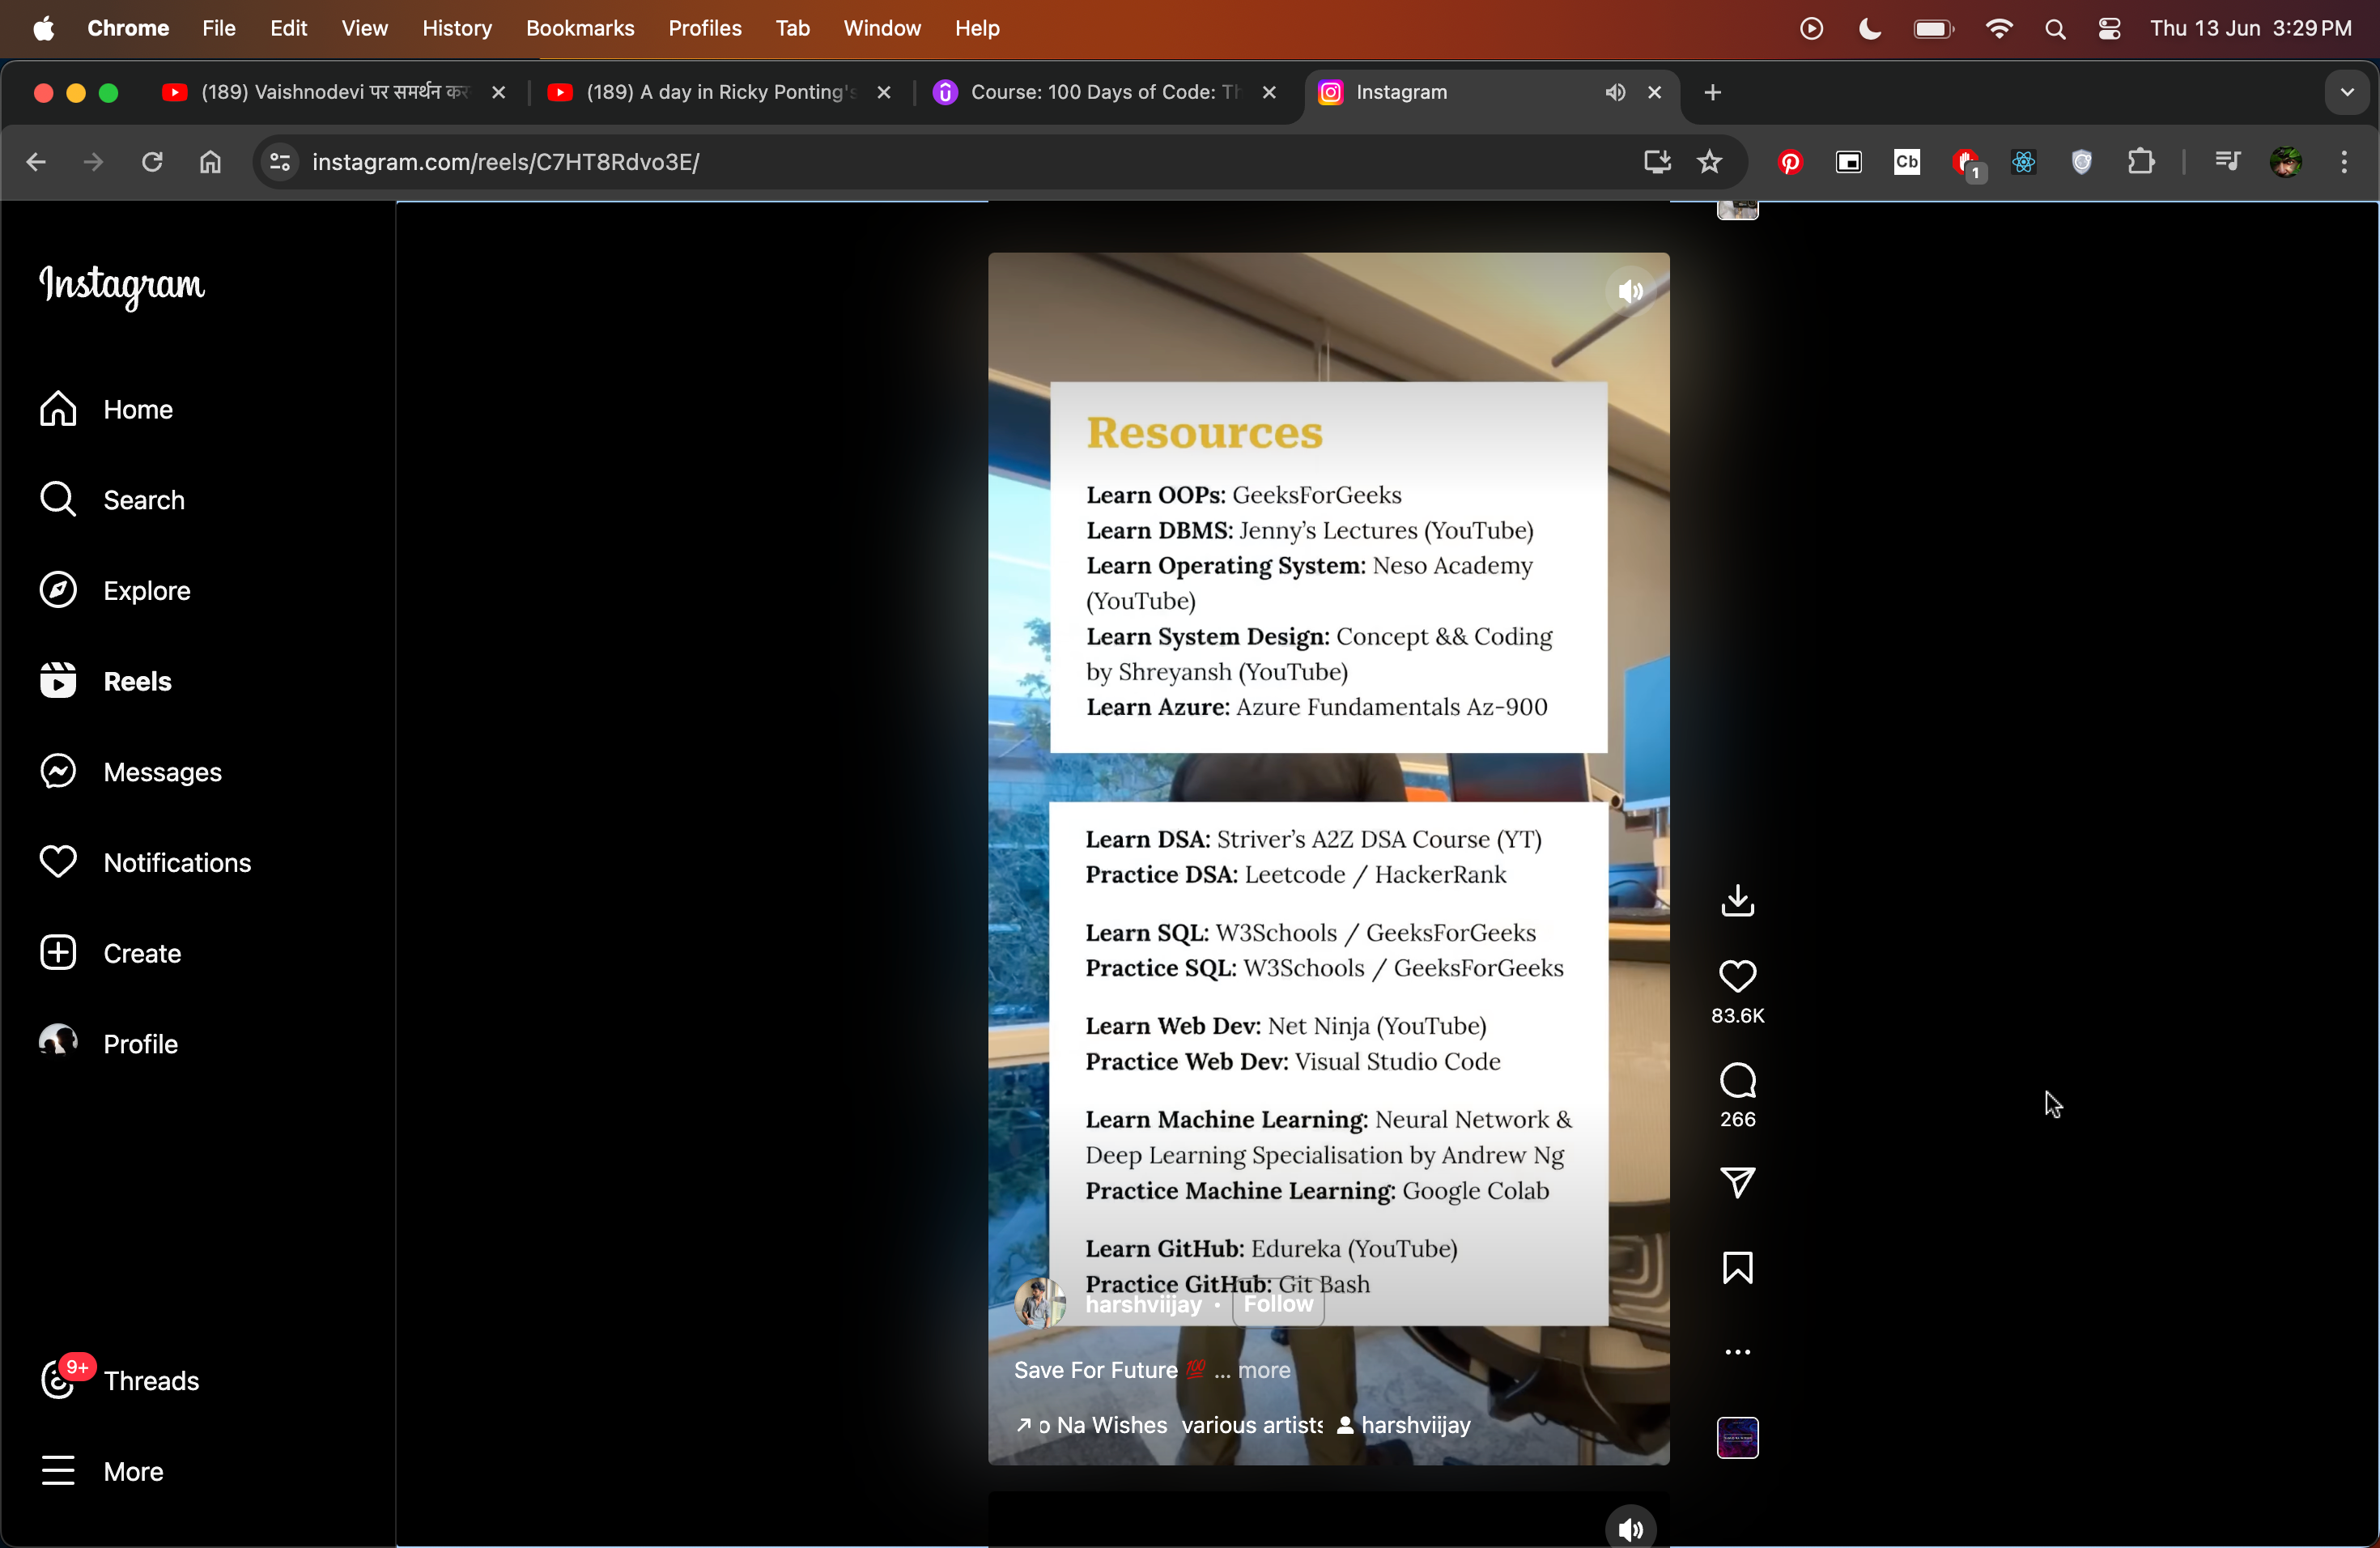 Chrome File Edit View History Bookmarks Profiles Tab Window Help Thu 13 Jun 3:29 PM
(189) Vaishnodevi पर समर्थन कर (189) A day in Ricky Ponting's Course: 100 Days of Code: Th Instagram
instagram.com/reels/C7HT8Rdvo3E/
Cb
1
Instagram
Home
Search
Explore
Reels
Messages
Notifications
Create
Profile
9+
Threads
More
Resources
Learn OOPs: GeeksForGeeks
Learn DBMS: Jenny's Lectures (YouTube)
Learn Operating System: Neso Academy
(YouTube)
Learn System Design: Concept && Coding
by Shreyansh (YouTube)
Learn Azure: Azure Fundamentals Az-900
Learn DSA: Striver's A2Z DSA Course (YT)
Practice DSA: Leetcode / HackerRank
Learn SQL: W3Schools / GeeksForGeeks
Practice SQL: W3Schools / GeeksForGeeks
Learn Web Dev: Net Ninja (YouTube)
Practice Web Dev: Visual Studio Code
Learn Machine Learning: Neural Network &
Deep Learning Specialisation by Andrew Ng
Practice Machine Learning: Google Colab
Learn GitHub: Edureka (YouTube)
Practice GitHub: Git Bash
harshviijay • Follow
Save For Future 💯 ... more
o Na Wishes various artists harshviijay
83.6K
266